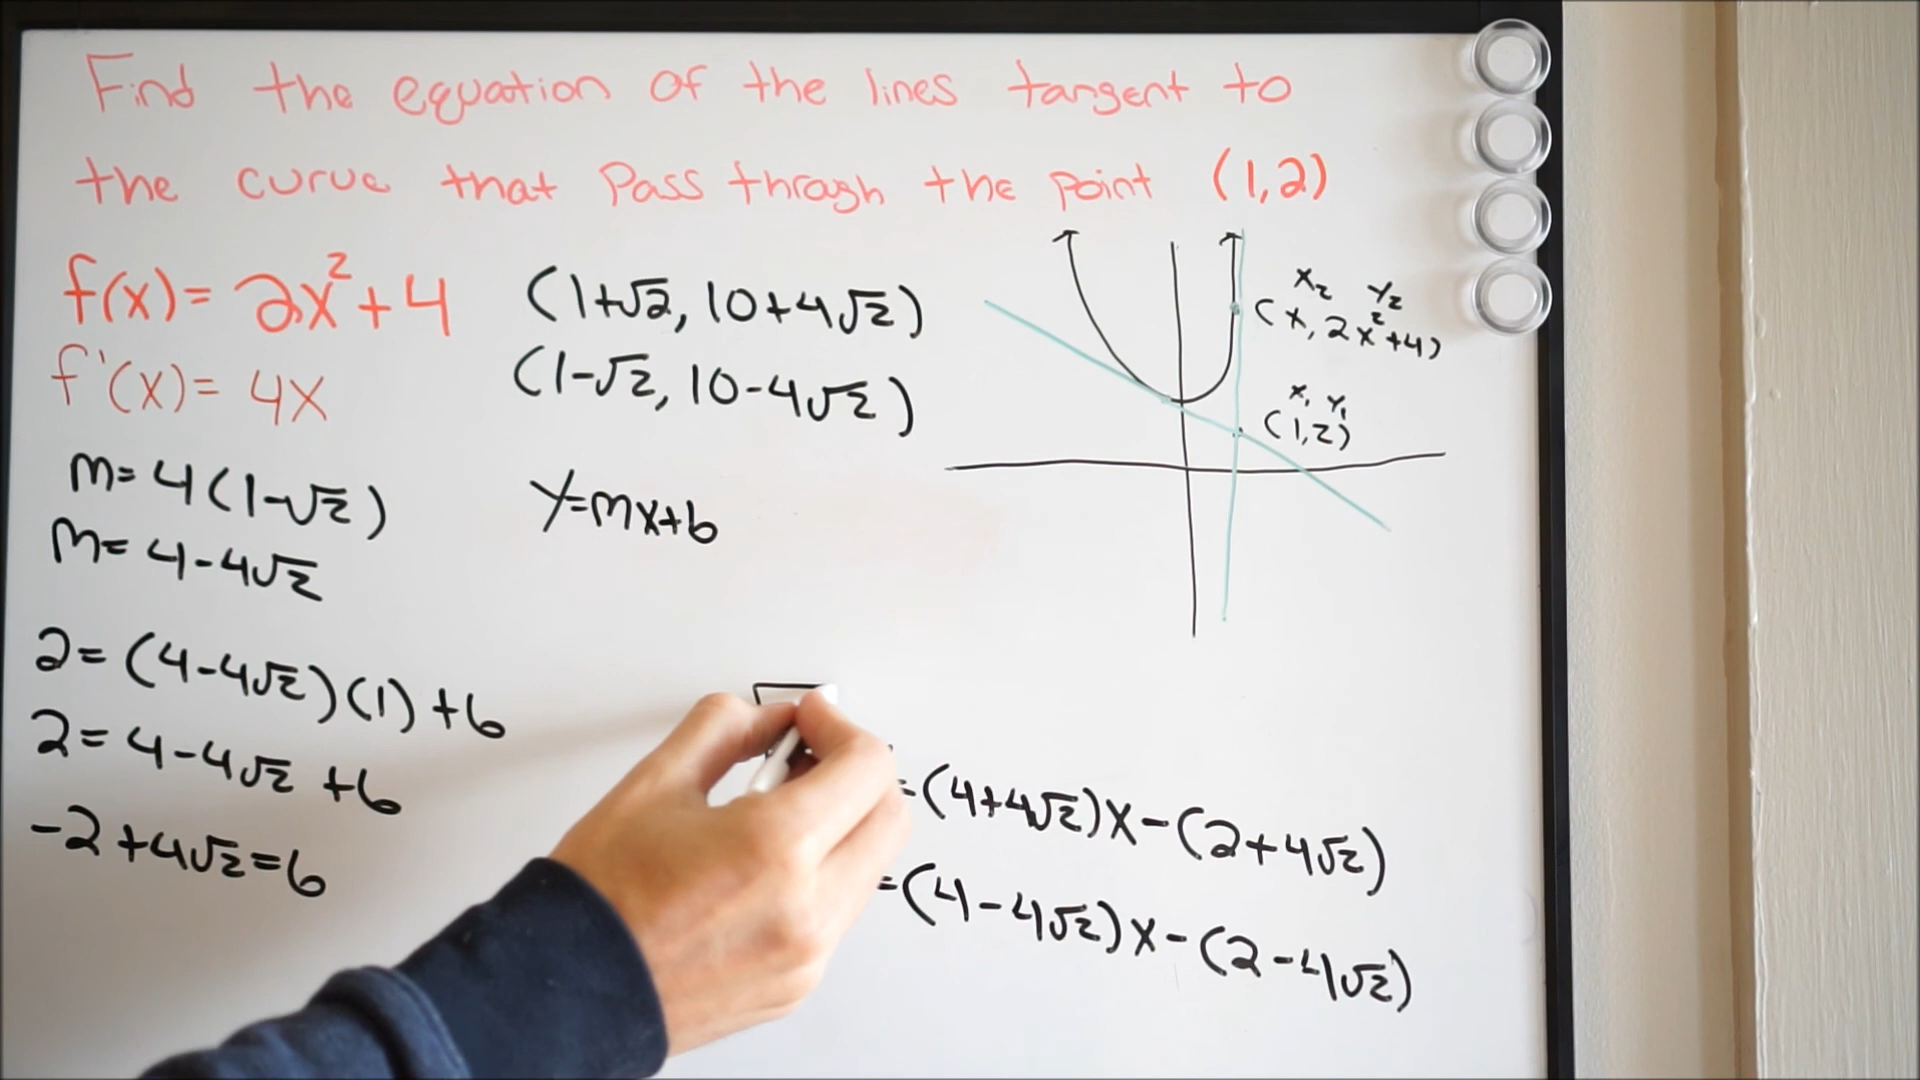 Find the equation of the lines tangent to
the curve that Pass through the point (1,2)
f(x)= 2x²+4
f'(x)= 4x
(1+√2, 10+4√2)
(1-√2, 10-4√2)
m= 4(1-√2)
m= 4-4√2
y=mx+b
2= (4-4√2)(1)+b
2= 4-4√2 +b
-2+4√2=b
x₂ y₂
(x, 2x²+4)
x₁ y₁
(1,2)
=(4+4√2)x-(2+4√2)
=(4-4√2)x-(2-4√2)